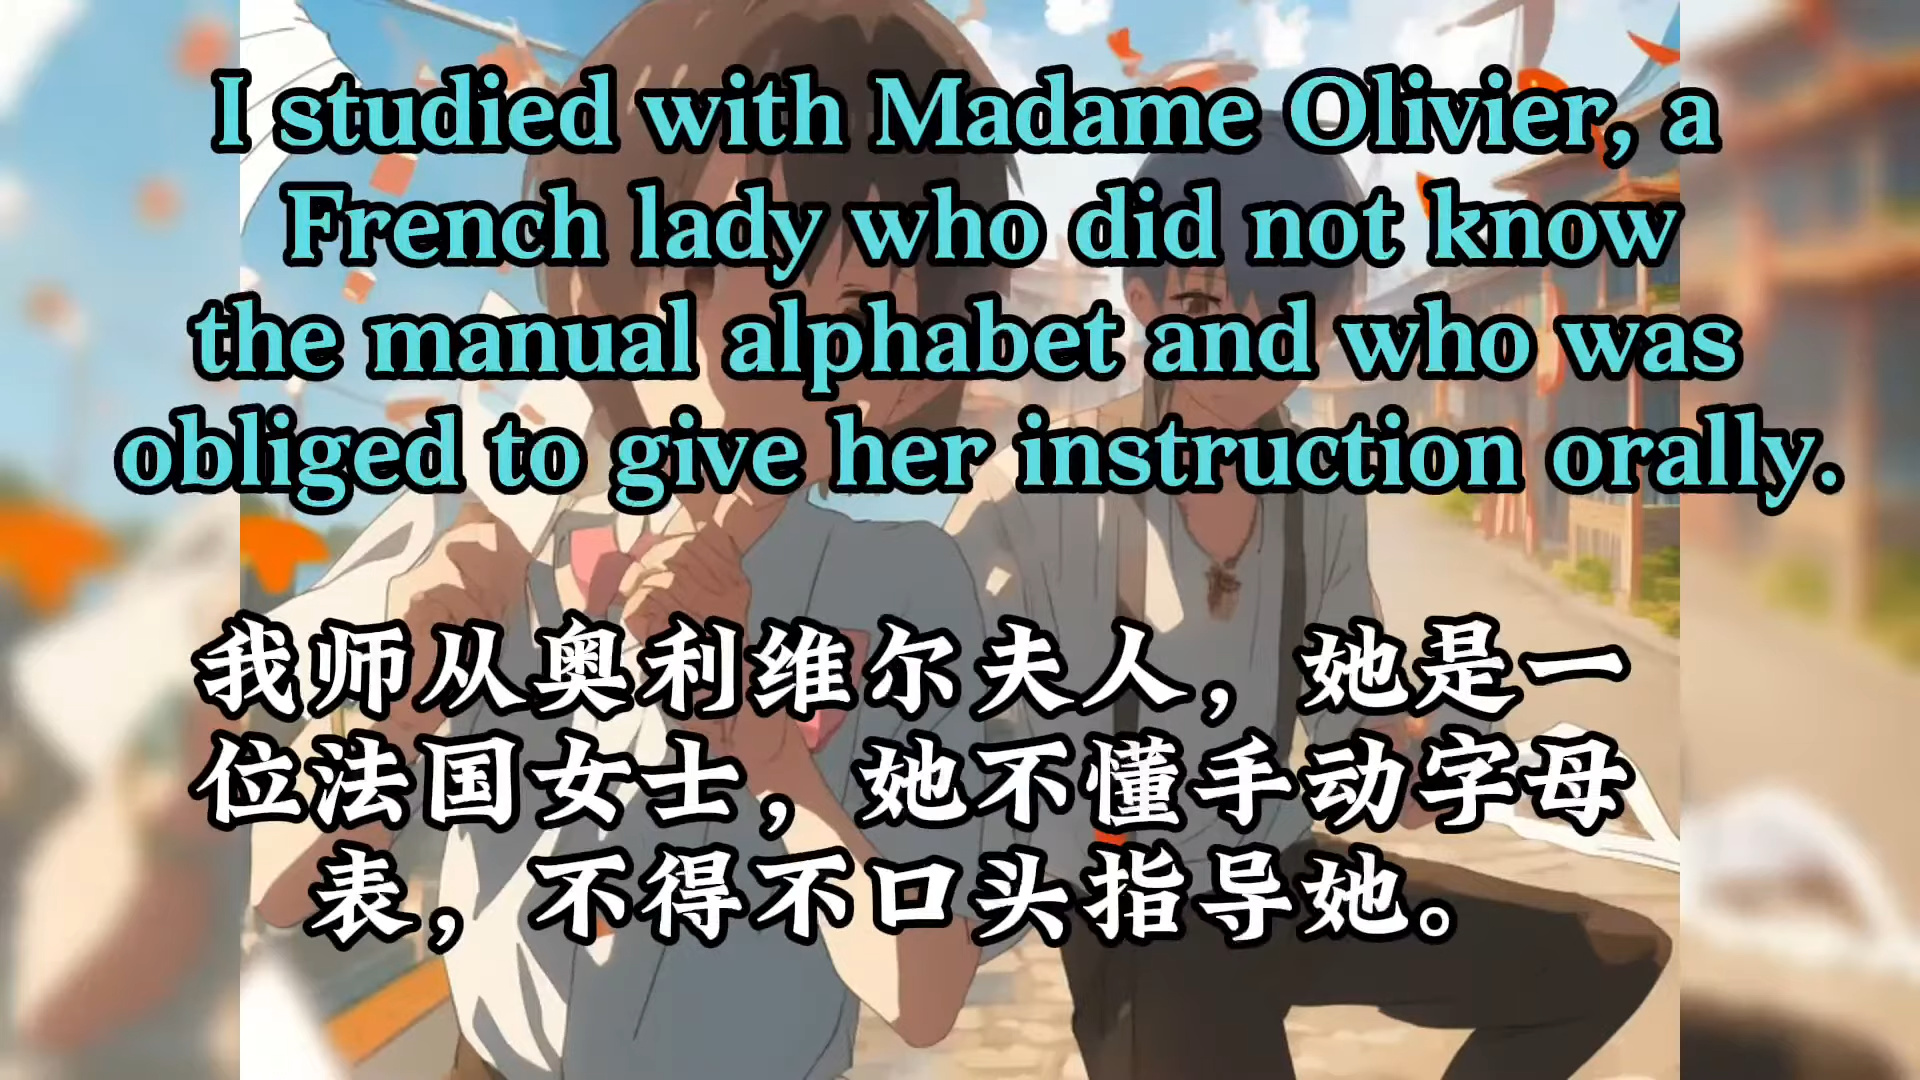 I studied with Madame Olivier, a
French lady who did not know
the manual alphabet and who was
obliged to give her instruction orally.
我师从奥利维尔夫人，她是一
位法国女士，她不懂手动字母
表，不得不口头指导她。